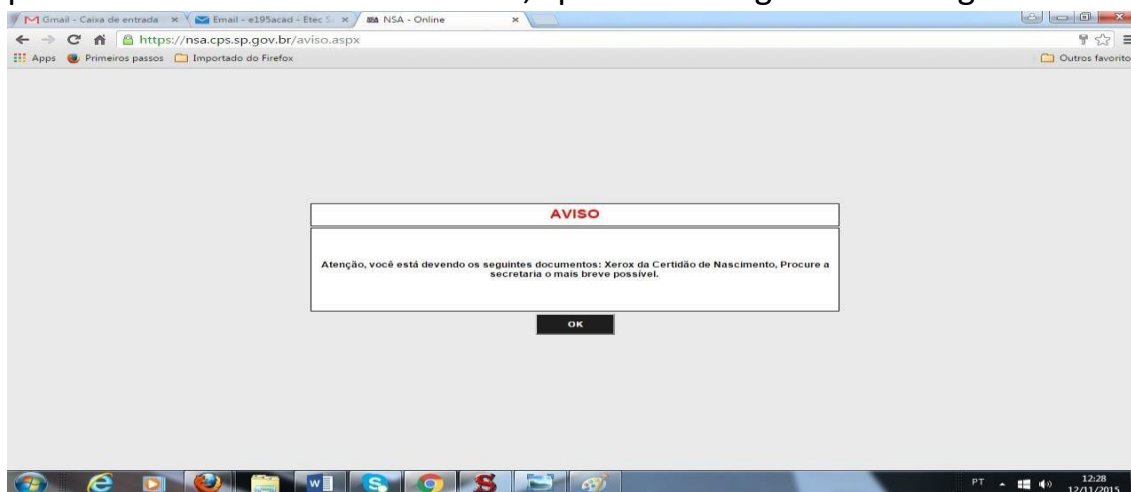 Gmail - Caixa de entrada
Email - e195acad - Etec S
NSA - Online
https://nsa.cps.sp.gov.br/aviso.aspx
Apps Primeiros passos Importado do Firefox
Outros favorito
AVISO
Atenção, você está devendo os seguintes documentos: Xerox da Certidão de Nascimento, Procure a
secretaria o mais breve possível.
OK
PT
12:28
12/11/2015